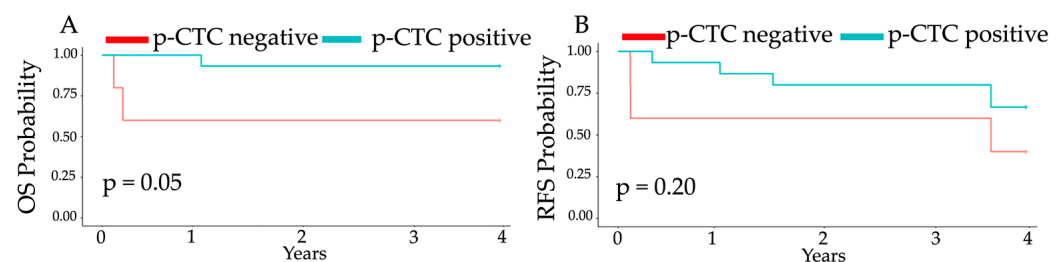 A
p-CTC negative p-CTC positive
OS Probability
1.00
0.75
0.50
0.25
0.00
p = 0.05
0 1 2 3 4
Years
B
p-CTC negative p-CTC positive
RFS Probability
1.00
0.75
0.50
0.25
0.00
p = 0.20
0 1 2 3 4
Years